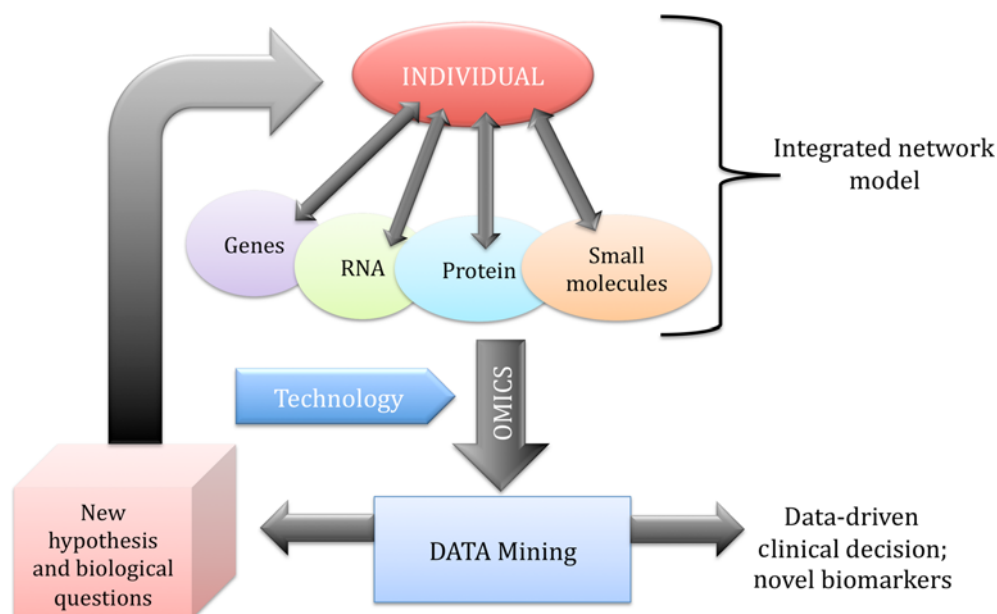 INDIVIDUAL
Integrated network
model
Genes
RNA
Protein
Small
molecules
Technology
OMICS
New
hypothesis
and biological
questions
DATA Mining
Data-driven
clinical decision;
novel biomarkers